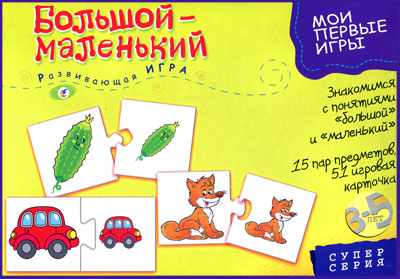 Большой-
маленький
Развивающая ИГРА
МОИ
ПЕРВЫЕ
ИГРЫ
Знакомимся
с понятиями
«большой»
и «маленький»
15 пар предметов,
51 игровая
карточка
3-5
ЛЕТ
СУПЕР
СЕРИЯ